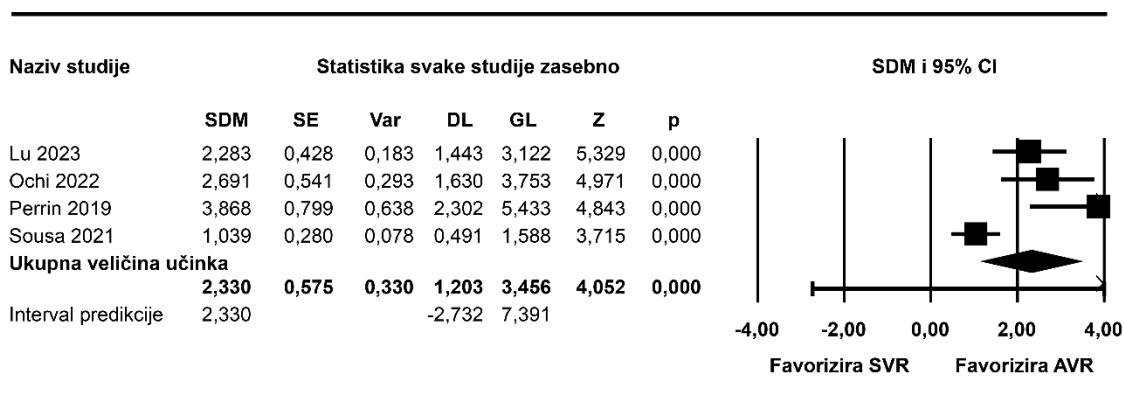 Naziv studije Statistika svake studije zasebno SDM i 95% CI
SDM SE Var DL GL Z p
Lu 2023 2,283 0,428 0,183 1,443 3,122 5,329 0,000
Ochi 2022 2,691 0,541 0,293 1,630 3,753 4,971 0,000
Perrin 2019 3,868 0,799 0,638 2,302 5,433 4,843 0,000
Sousa 2021 1,039 0,280 0,078 0,491 1,588 3,715 0,000
Ukupna veličina učinka
2,330 0,575 0,330 1,203 3,456 4,052 0,000
Interval predikcije 2,330 -2,732 7,391
-4,00 -2,00 0,00 2,00 4,00
Favorizira SVR Favorizira AVR